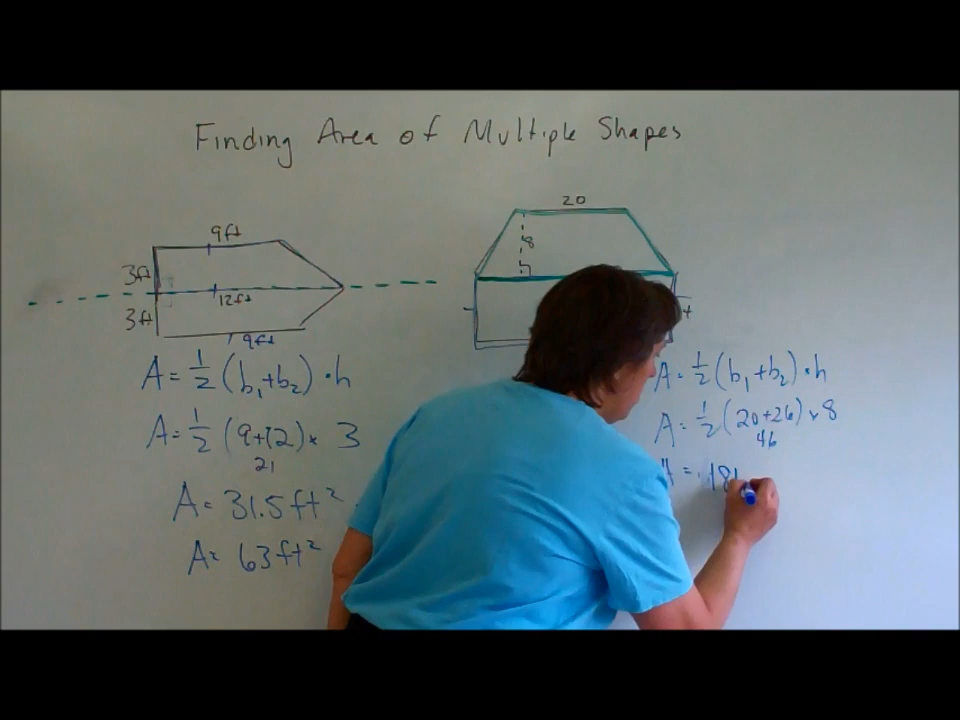 Finding Area of Multiple Shapes
9ft
3ft
12ft
3ft
9ft
A = 1/2 (b₁+b₂) · h
A = 1/2 (9+12) × 3
21
A = 31.5 ft²
A = 63 ft²
20
8
A = 1/2 (b₁+b₂) · h
A = 1/2 (20+26) × 8
46
A = 18